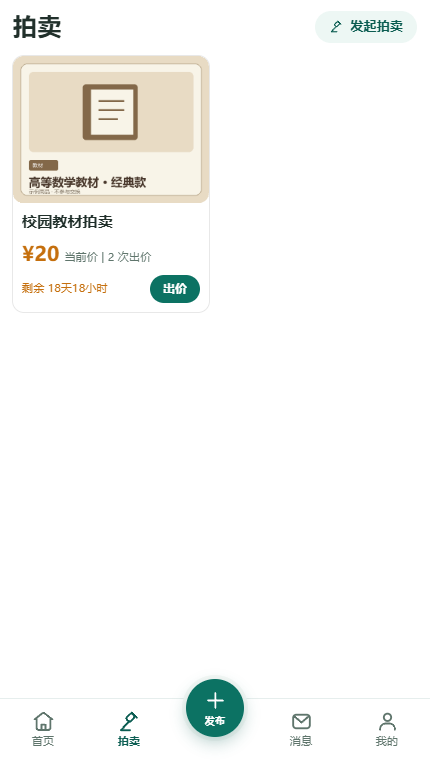 拍卖
发起拍卖
教材
高等数学教材·经典款
校园教材拍卖
¥20 当前价 | 2 次出价
剩余 18天18小时
出价
首页
拍卖
发布
消息
我的